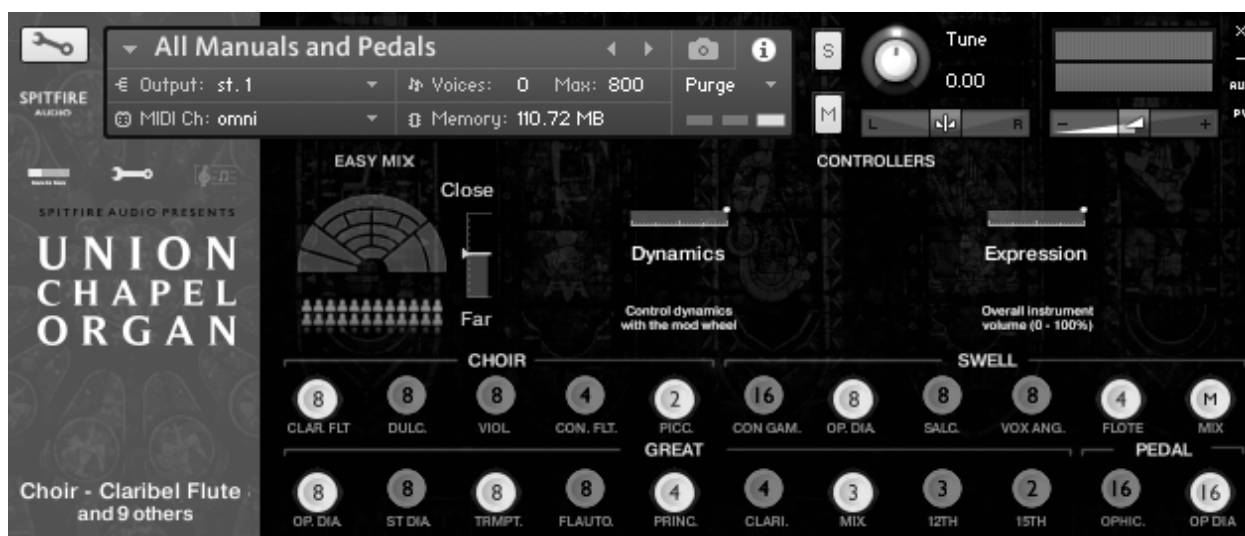 All Manuals and Pedals
S
Tune
0.00
Output: st. 1
Voices: 0 Max: 800
Purge
SPITFIRE
AUDIO
MIDI Ch: omni
Memory: 110.72 MB
M
L
R
-
+
AU
PV
EASY MIX
CONTROLLERS
Close
SPITFIRE AUDIO PRESENTS
UNION
CHAPEL
ORGAN
Dynamics
Expression
Far
Control dynamics
with the mod wheel
Overall instrument
volume (0 - 100%)
CHOIR
SWELL
8 8 8 4 2 16 8 8 8 4 M
CLAR. FLT DULC. VIOL CON. FLT. PICC. CON GAM. OP. DIA. SALC. VOX ANG. FLOTE MIX
GREAT
PEDAL
Choir - Claribel Flute
and 9 others
8 8 8 8 4 4 3 3 2 16 16
OP. DIA. ST DIA. TRMPT. FLAUTO. PRINC. CLARI. MIX. 12TH 15TH OPHIC. OP DIA